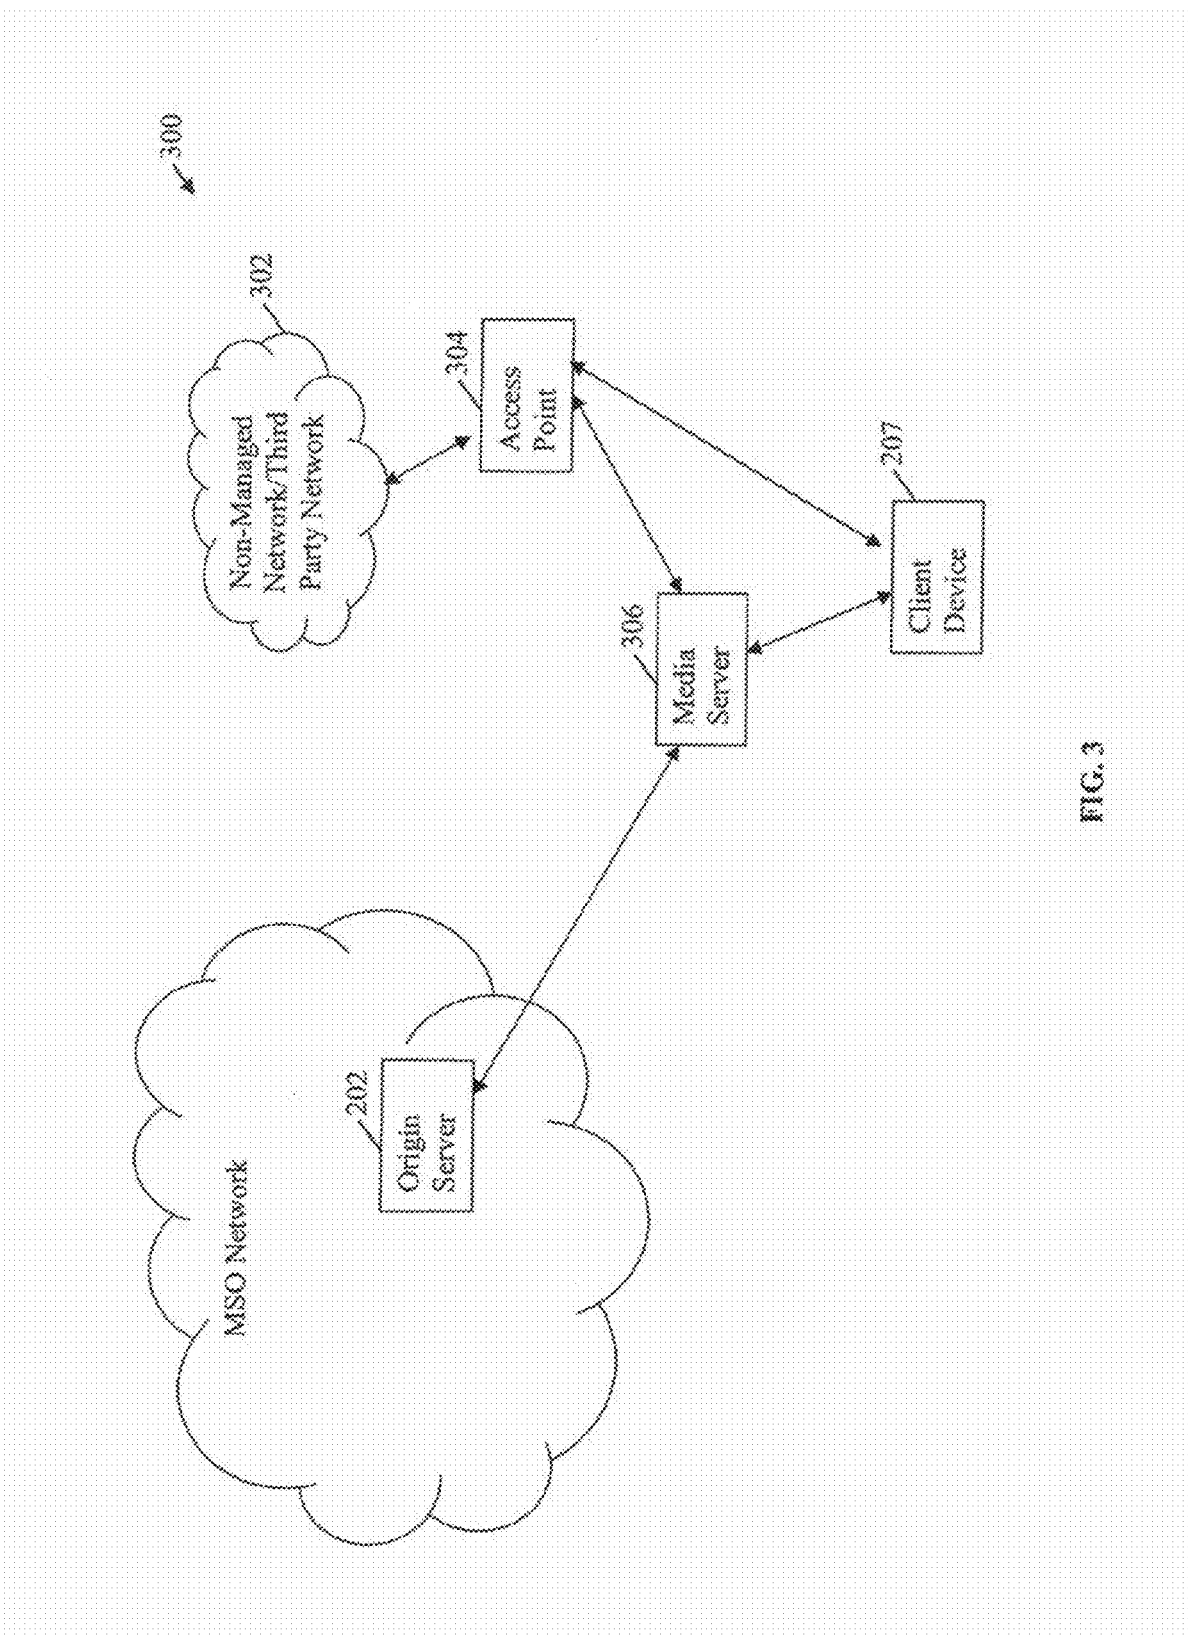 300
302
Non-Managed
Network/Third
Party Network
304
Access
Point
MSO Network
202
Origin
Server
306
Media
Server
207
Client
Device
FIG. 3